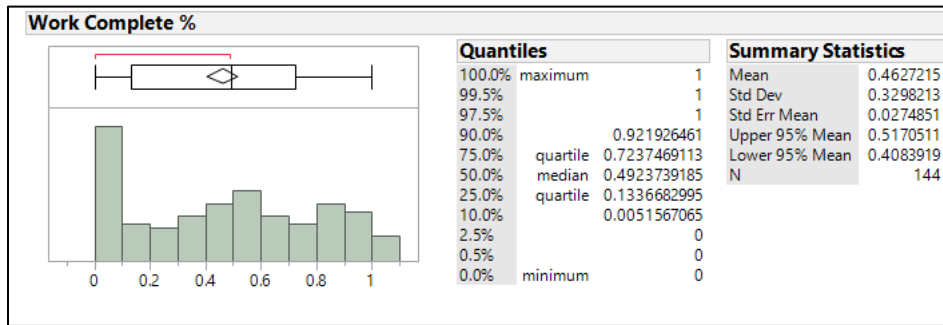 Work Complete %
0 0.2 0.4 0.6 0.8 1
Quantiles
100.0% maximum 1
99.5% 1
97.5% 1
90.0% 0.921926461
75.0% quartile 0.7237469113
50.0% median 0.4923739185
25.0% quartile 0.1336682995
10.0% 0.0051567065
2.5% 0
0.5% 0
0.0% minimum 0
Summary Statistics
Mean 0.4627215
Std Dev 0.3298213
Std Err Mean 0.0274851
Upper 95% Mean 0.5170511
Lower 95% Mean 0.4083919
N 144